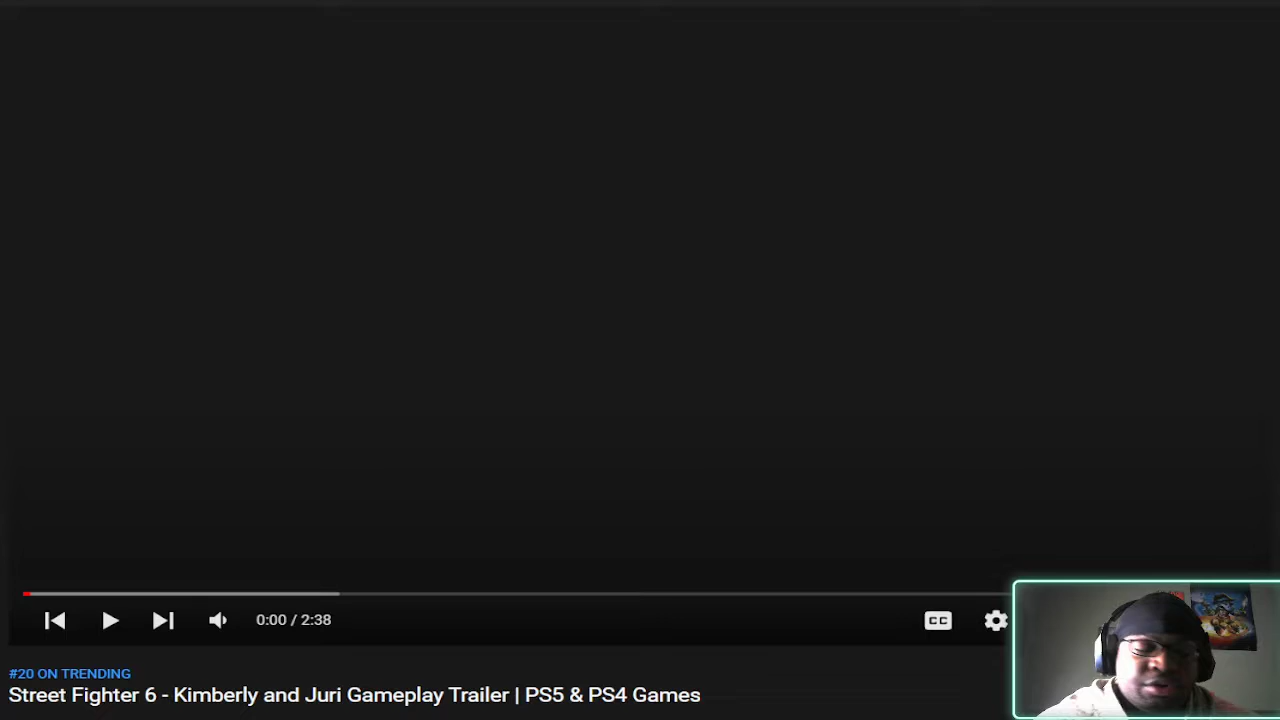 0:00 / 2:38
CC
#20 ON TRENDING
Street Fighter 6 - Kimberly and Juri Gameplay Trailer | PS5 & PS4 Games